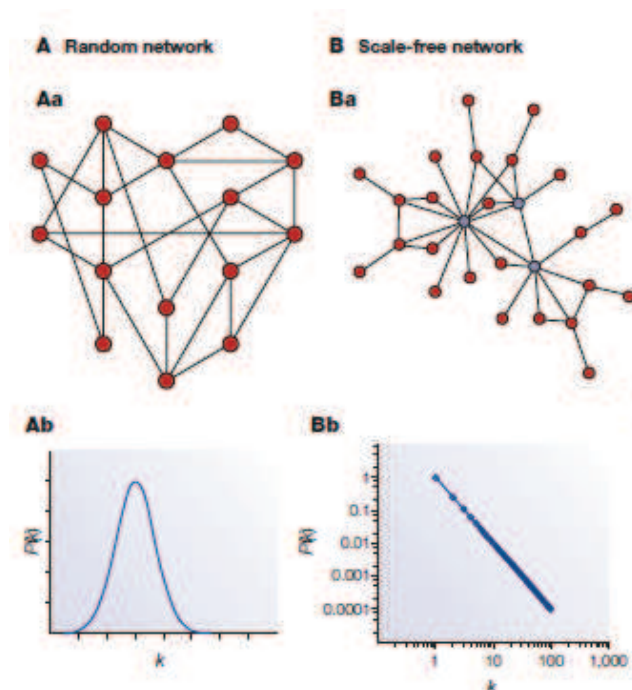 A Random network
B Scale-free network
Aa
Ba
Ab
Bb
P(k)
k
P(k)
1
0.1
0.01
0.001
0.0001
1
10
100
1,000
k